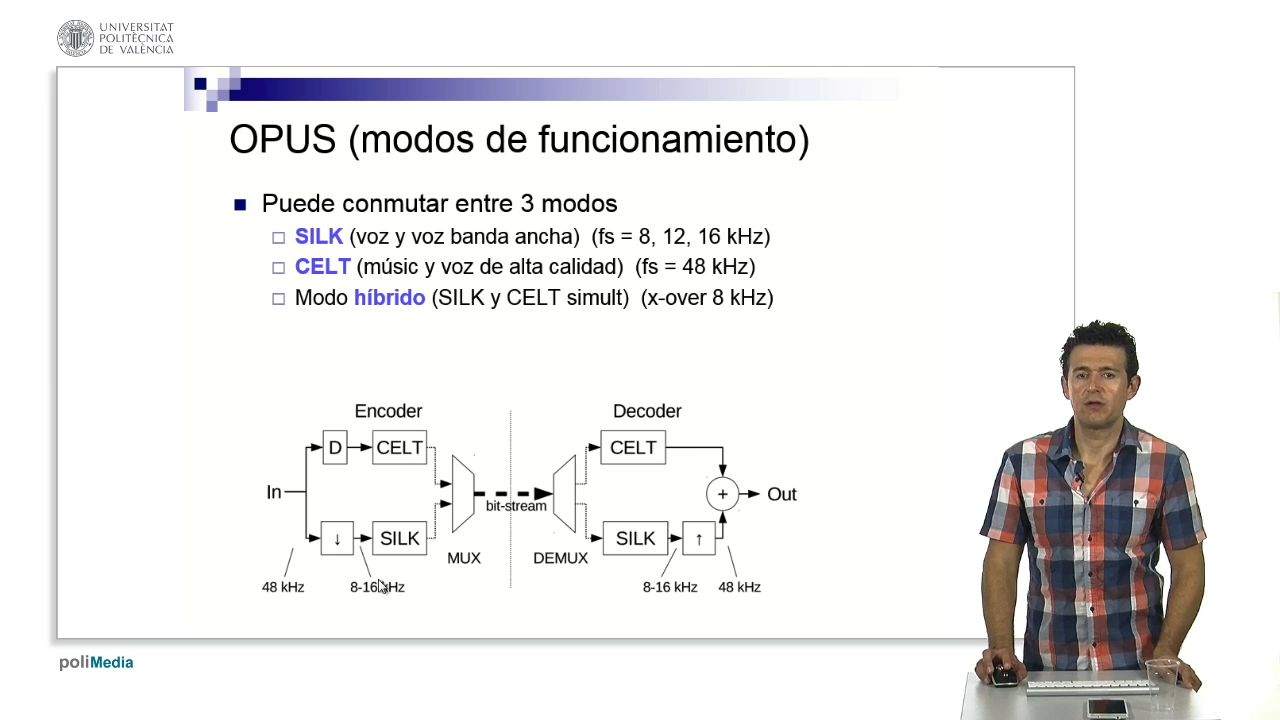 UNIVERSITAT
POLITÈCNICA
DE VALÈNCIA
OPUS (modos de funcionamiento)
Puede conmutar entre 3 modos
SILK (voz y voz banda ancha) (fs = 8, 12, 16 kHz)
CELT (músic y voz de alta calidad) (fs = 48 kHz)
Modo híbrido (SILK y CELT simult) (x-over 8 kHz)
Encoder
Decoder
D
CELT
CELT
In
bit-stream
+
Out
↓
SILK
SILK
↑
MUX
DEMUX
48 kHz
8-16 kHz
8-16 kHz
48 kHz
poliMedia